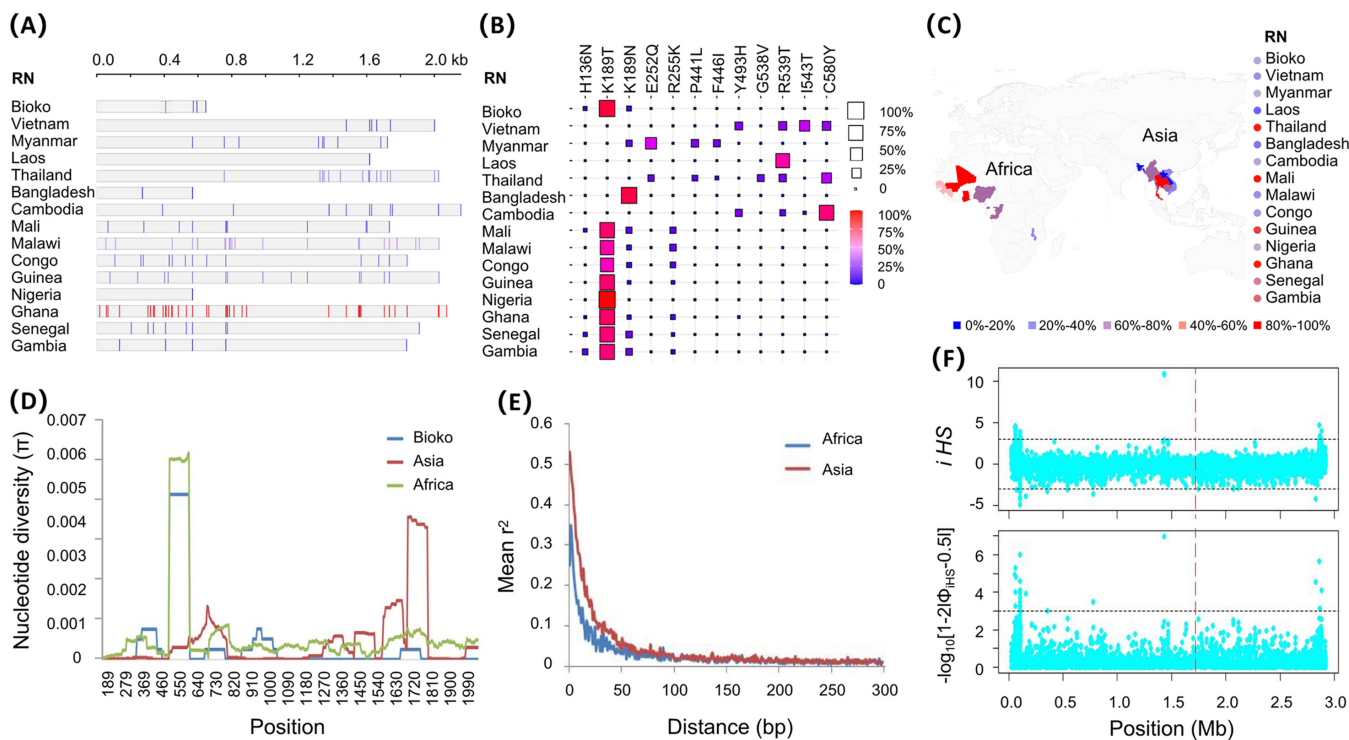 (A)
0.0 0.4 0.8 1.6 2.0 kb
RN
Bioko
Vietnam
Myanmar
Laos
Thailand
Bangladesh
Cambodia
Mali
Malawi
Congo
Guinea
Nigeria
Ghana
Senegal
Gambia
(B)
H136N
K189T
K189N
E252Q
R255K
P441L
F446I
Y493H
G538V
R539T
I543T
C580Y
RN
Bioko
Vietnam
Myanmar
Laos
Thailand
Bangladesh
Cambodia
Mali
Malawi
Congo
Guinea
Nigeria
Ghana
Senegal
Gambia
100%
75%
50%
25%
0
100%
75%
50%
25%
0
(C)
Africa
Asia
RN
Bioko
Vietnam
Myanmar
Laos
Thailand
Bangladesh
Cambodia
Mali
Malawi
Congo
Guinea
Nigeria
Ghana
Senegal
Gambia
0%-20% 20%-40% 60%-80% 40%-60% 80%-100%
(D)
Nucleotide diversity (π)
0.007
0.006
0.005
0.004
0.003
0.002
0.001
0
Bioko
Asia
Africa
189 279 369 460 550 640 730 820 910 1000 1090 1180 1270 1360 1450 1540 1630 1720 1810 1900 1990
Position
(E)
Mean r²
0.6
0.5
0.4
0.3
0.2
0.1
0
Africa
Asia
0 50 100 150 200 250 300
Distance (bp)
(F)
i HS
10
5
0
-5
-log₁₀[1-2|ΦiHS-0.5|]
6
4
2
0
0.0 0.5 1.0 1.5 2.0 2.5 3.0
Position (Mb)